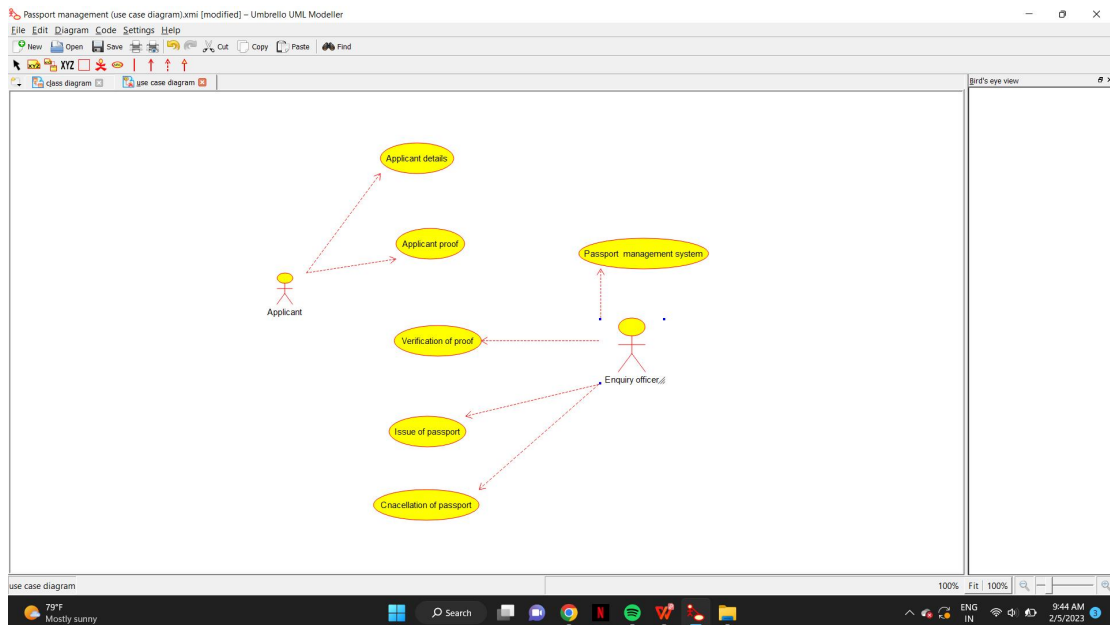 Passport management (use case diagram).xmi [modified] – Umbrello UML Modeller
File Edit Diagram Code Settings Help
New Open Save Cut Copy Paste Find
XYZ
class diagram use case diagram Bird's eye view
Applicant details
Applicant proof
Passport management system
Applicant
Verification of proof
Enquiry officer
Issue of passport
Cnacellation of passport
use case diagram 100% Fit 100%
79°F
Mostly sunny
Search
ENG
IN
9:44 AM
2/5/2023
3